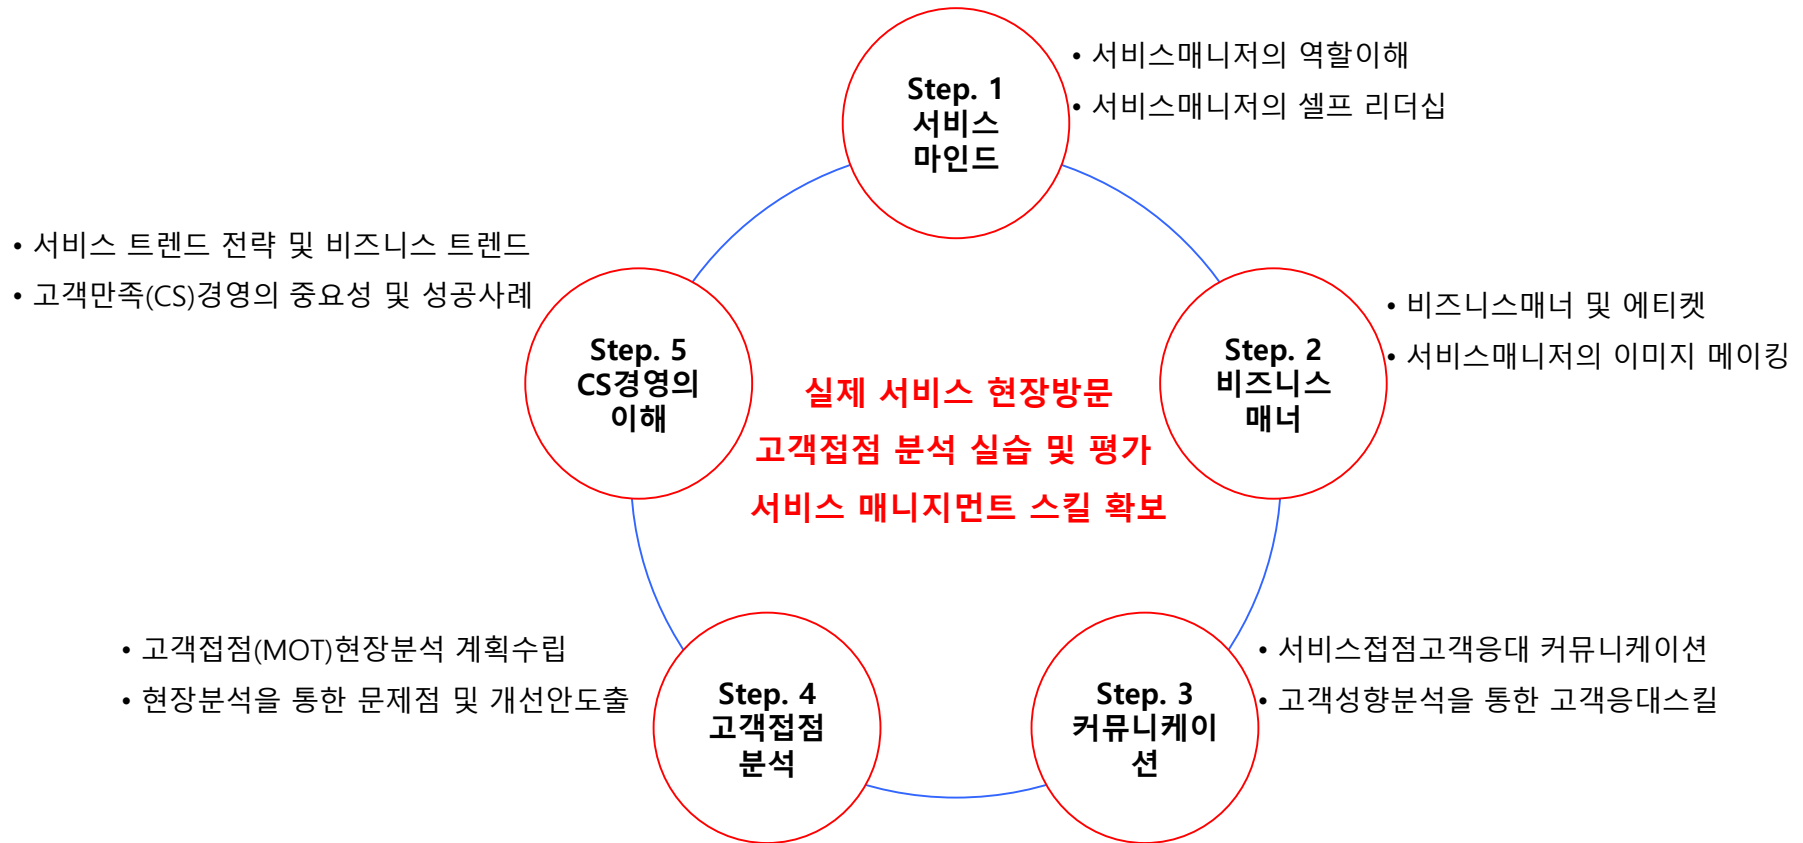 Step. 1
서비스
마인드
• 서비스매니저의 역할이해
• 서비스매니저의 셀프 리더십
Step. 2
비즈니스
매너
• 비즈니스매너 및 에티켓
• 서비스매니저의 이미지 메이킹
Step. 3
커뮤니케이
션
• 서비스접점고객응대 커뮤니케이션
• 고객성향분석을 통한 고객응대스킬
Step. 4
고객접점
분석
• 고객접점(MOT)현장분석 계획수립
• 현장분석을 통한 문제점 및 개선안도출
Step. 5
CS경영의
이해
• 서비스 트렌드 전략 및 비즈니스 트렌드
• 고객만족(CS)경영의 중요성 및 성공사례
실제 서비스 현장방문
고객접점 분석 실습 및 평가
서비스 매니지먼트 스킬 확보